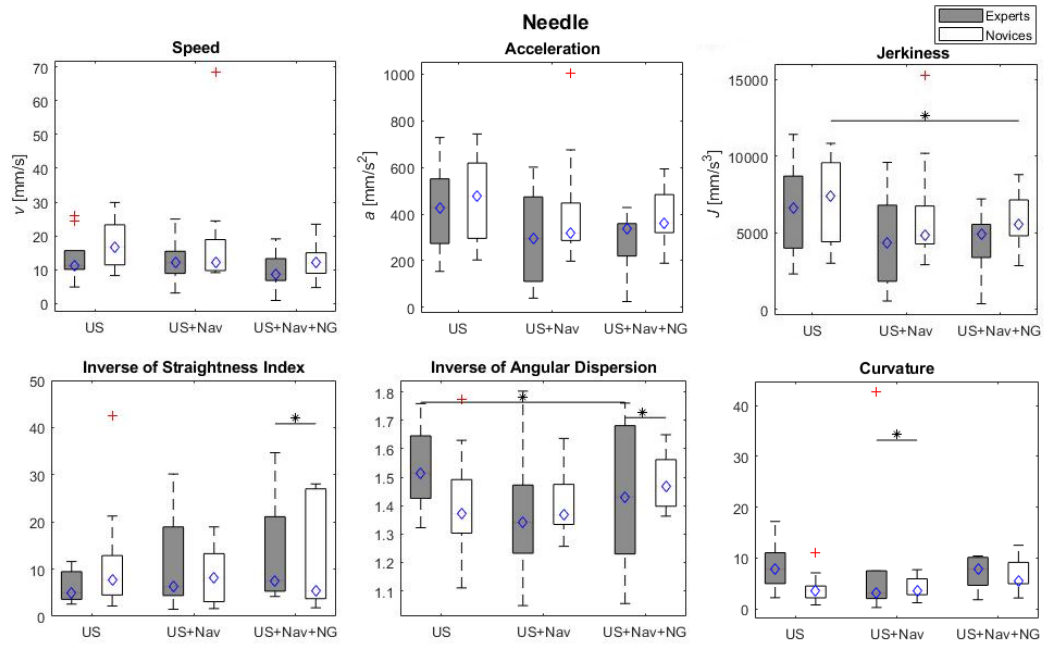 Needle
Experts
Novices
Speed
70
60
50
40
30
20
10
0
v [mm/s]
US
US+Nav
US+Nav+NG
Acceleration
1000
800
600
400
200
0
a [mm/s²]
US
US+Nav
US+Nav+NG
Jerkiness
15000
10000
5000
0
J [mm/s³]
US
US+Nav
US+Nav+NG
Inverse of Straightness Index
50
40
30
20
10
0
US
US+Nav
US+Nav+NG
Inverse of Angular Dispersion
1.8
1.7
1.6
1.5
1.4
1.3
1.2
1.1
US
US+Nav
US+Nav+NG
Curvature
40
30
20
10
0
US
US+Nav
US+Nav+NG